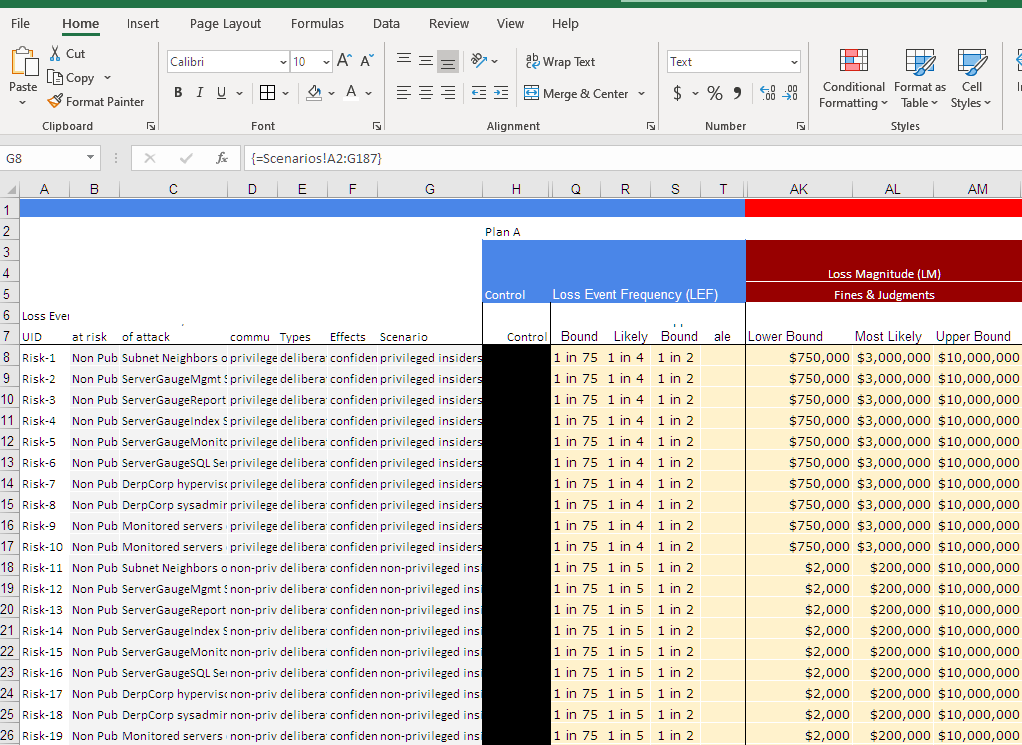 File Home Insert Page Layout Formulas Data Review View Help
Paste Cut Copy Format Painter Clipboard
Calibri 10 A A B I U A Font
ab Wrap Text Merge & Center Alignment
Text $ % 9 Number
Conditional Formatting Format as Table Cell Styles Styles
G8 fx {=Scenarios!A2:G187}
A B C D E F G H Q R S T AK AL AM
1
2 Plan A
3
4 Loss Magnitude (LM)
5 Control Loss Event Frequency (LEF) Fines & Judgments
6 Loss Ever
7 UID at risk of attack commu Types Effects Scenario Control Bound Likely Bound ale Lower Bound Most Likely Upper Bound
8 Risk-1 Non Pub Subnet Neighbors o privilege delibera confiden privileged insiders 1 in 75 1 in 4 1 in 2 $750,000 $3,000,000 $10,000,000
9 Risk-2 Non Pub ServerGaugeMgmt S privilege delibera confiden privileged insiders 1 in 75 1 in 4 1 in 2 $750,000 $3,000,000 $10,000,000
10 Risk-3 Non Pub ServerGaugeReport privilege delibera confiden privileged insiders 1 in 75 1 in 4 1 in 2 $750,000 $3,000,000 $10,000,000
11 Risk-4 Non Pub ServerGaugeIndex S privilege delibera confiden privileged insiders 1 in 75 1 in 4 1 in 2 $750,000 $3,000,000 $10,000,000
12 Risk-5 Non Pub ServerGaugeMonito privilege delibera confiden privileged insiders 1 in 75 1 in 4 1 in 2 $750,000 $3,000,000 $10,000,000
13 Risk-6 Non Pub ServerGaugeSQL Se privilege delibera confiden privileged insiders 1 in 75 1 in 4 1 in 2 $750,000 $3,000,000 $10,000,000
14 Risk-7 Non Pub DerpCorp hypervisc privilege delibera confiden privileged insiders 1 in 75 1 in 4 1 in 2 $750,000 $3,000,000 $10,000,000
15 Risk-8 Non Pub DerpCorp sysadmir privilege delibera confiden privileged insiders 1 in 75 1 in 4 1 in 2 $750,000 $3,000,000 $10,000,000
16 Risk-9 Non Pub Monitored servers privilege delibera confiden privileged insiders 1 in 75 1 in 4 1 in 2 $750,000 $3,000,000 $10,000,000
17 Risk-10 Non Pub Monitored servers privilege delibera confiden privileged insiders 1 in 75 1 in 4 1 in 2 $750,000 $3,000,000 $10,000,000
18 Risk-11 Non Pub Subnet Neighbors o non-priv delibera confiden non-privileged insi 1 in 75 1 in 5 1 in 2 $2,000 $200,000 $10,000,000
19 Risk-12 Non Pub ServerGaugeMgmt S non-priv delibera confiden non-privileged insi 1 in 75 1 in 5 1 in 2 $2,000 $200,000 $10,000,000
20 Risk-13 Non Pub ServerGaugeReport non-priv delibera confiden non-privileged insi 1 in 75 1 in 5 1 in 2 $2,000 $200,000 $10,000,000
21 Risk-14 Non Pub ServerGaugeIndex S non-priv delibera confiden non-privileged insi 1 in 75 1 in 5 1 in 2 $2,000 $200,000 $10,000,000
22 Risk-15 Non Pub ServerGaugeMonito non-priv delibera confiden non-privileged insi 1 in 75 1 in 5 1 in 2 $2,000 $200,000 $10,000,000
23 Risk-16 Non Pub ServerGaugeSQL Se non-priv delibera confiden non-privileged insi 1 in 75 1 in 5 1 in 2 $2,000 $200,000 $10,000,000
24 Risk-17 Non Pub DerpCorp hypervisc non-priv delibera confiden non-privileged insi 1 in 75 1 in 5 1 in 2 $2,000 $200,000 $10,000,000
25 Risk-18 Non Pub DerpCorp sysadmir non-priv delibera confiden non-privileged insi 1 in 75 1 in 5 1 in 2 $2,000 $200,000 $10,000,000
26 Risk-19 Non Pub Monitored servers non-priv delibera confiden non-privileged insi 1 in 75 1 in 5 1 in 2 $2,000 $200,000 $10,000,000